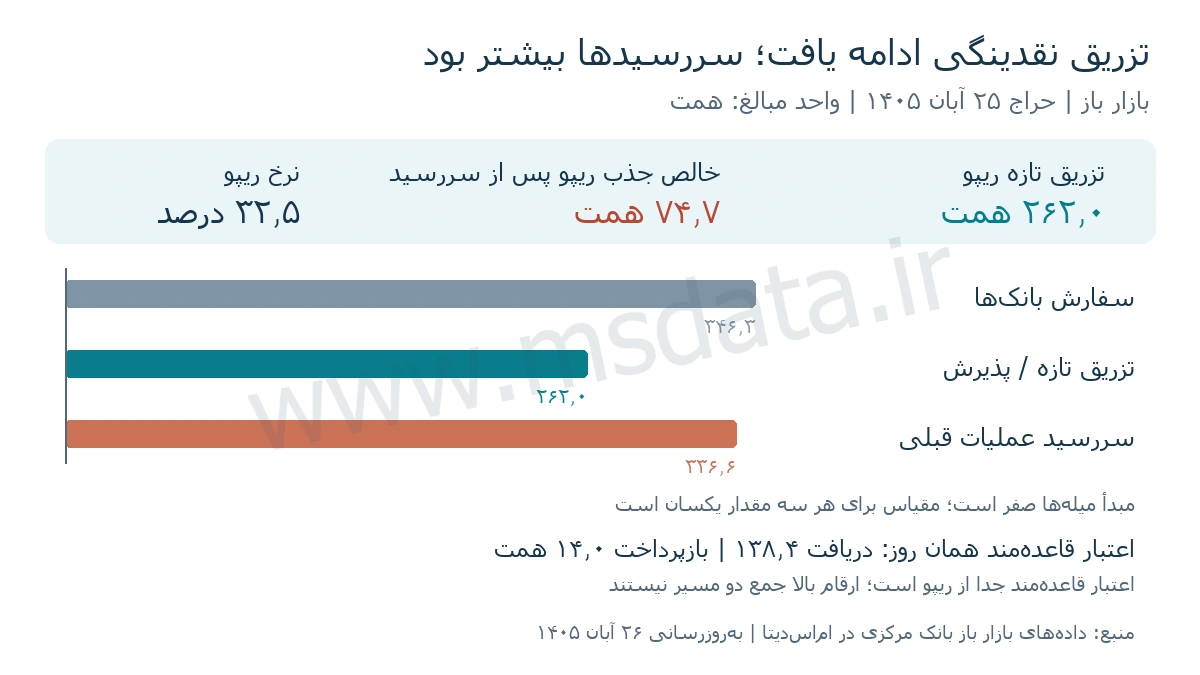 تزریق نقدینگی ادامه یافت؛ سررسیدها بیشتر بود
بازار باز | حراج ۲۵ آبان ۱۴۰۵ | واحد مبالغ: همت
تزریق تازه ریپو
۲۶۲,۰ همت
خالص جذب ریپو پس از سررسید
۷۴,۷ همت
نرخ ریپو
۳۲,۵ درصد
سفارش بانک‌ها
۳۴۶,۳
تزریق تازه / پذیرش
۲۶۲,۰
سررسید عملیات قبلی
۳۳۶,۶
www.msdata.ir
مبدأ میله‌ها صفر است؛ مقیاس برای هر سه مقدار یکسان است
اعتبار قاعده‌مند همان روز: دریافت ۱۳۸,۴ | بازپرداخت ۱۴,۰ همت
اعتبار قاعده‌مند جدا از ریپو است؛ ارقام بالا جمع دو مسیر نیستند
منبع: داده‌های بازار باز بانک مرکزی در ام‌اس‌دیتا | به‌روزرسانی ۲۶ آبان ۱۴۰۵